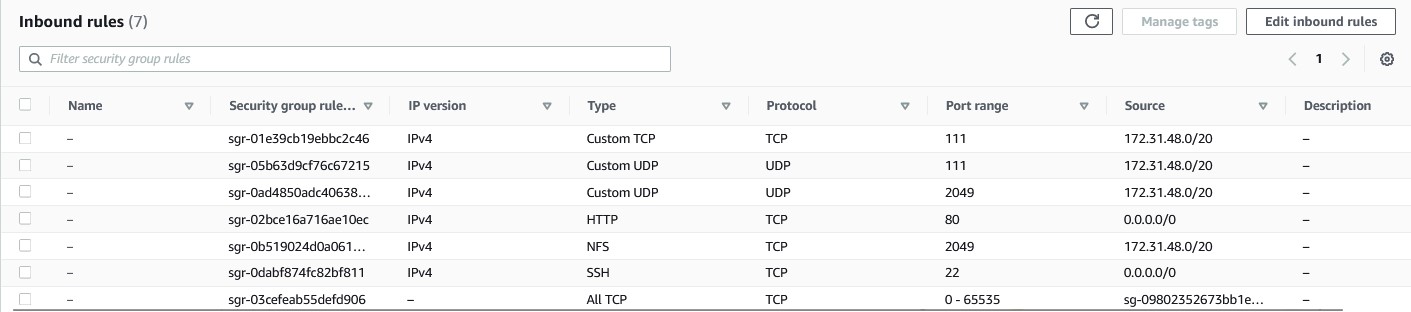 Inbound rules (7)
Manage tags
Edit inbound rules
Filter security group rules
1
Name Security group rule... IP version Type Protocol Port range Source Description
– sgr-01e39cb19ebbc2c46 IPv4 Custom TCP TCP 111 172.31.48.0/20 –
– sgr-05b63d9cf76c67215 IPv4 Custom UDP UDP 111 172.31.48.0/20 –
– sgr-0ad4850adc40638... IPv4 Custom UDP UDP 2049 172.31.48.0/20 –
– sgr-02bce16a716ae10ec IPv4 HTTP TCP 80 0.0.0.0/0 –
– sgr-0b519024d0a061... IPv4 NFS TCP 2049 172.31.48.0/20 –
– sgr-0dabf874fc82bf811 IPv4 SSH TCP 22 0.0.0.0/0 –
– sgr-03cefeab55defd906 – All TCP TCP 0 - 65535 sg-09802352673bb1e... –